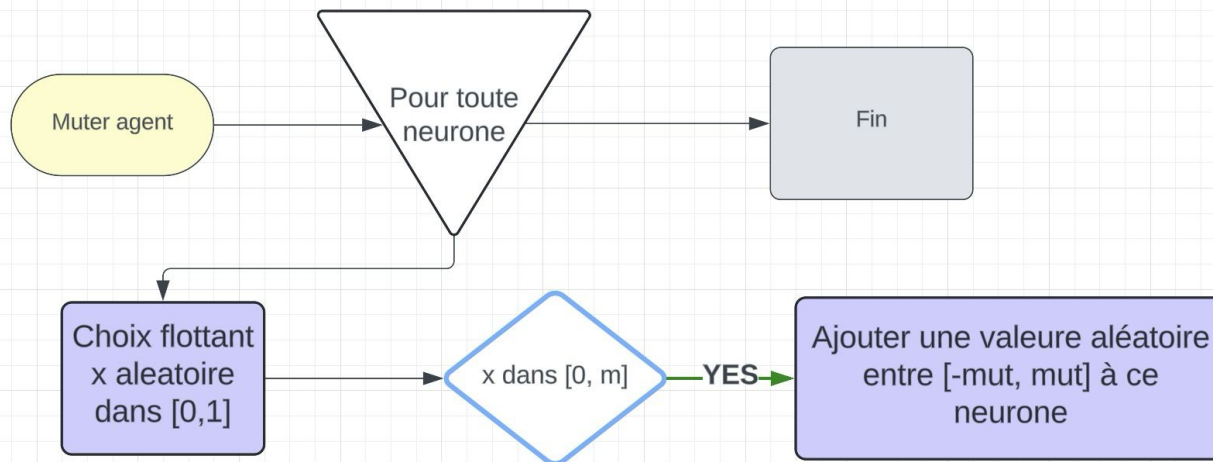 Muter agent
Pour toute
neurone
Fin
Choix flottant
x aleatoire
dans [0,1]
x dans [0, m]
YES
Ajouter une valeure aléatoire
entre [-mut, mut] à ce
neurone